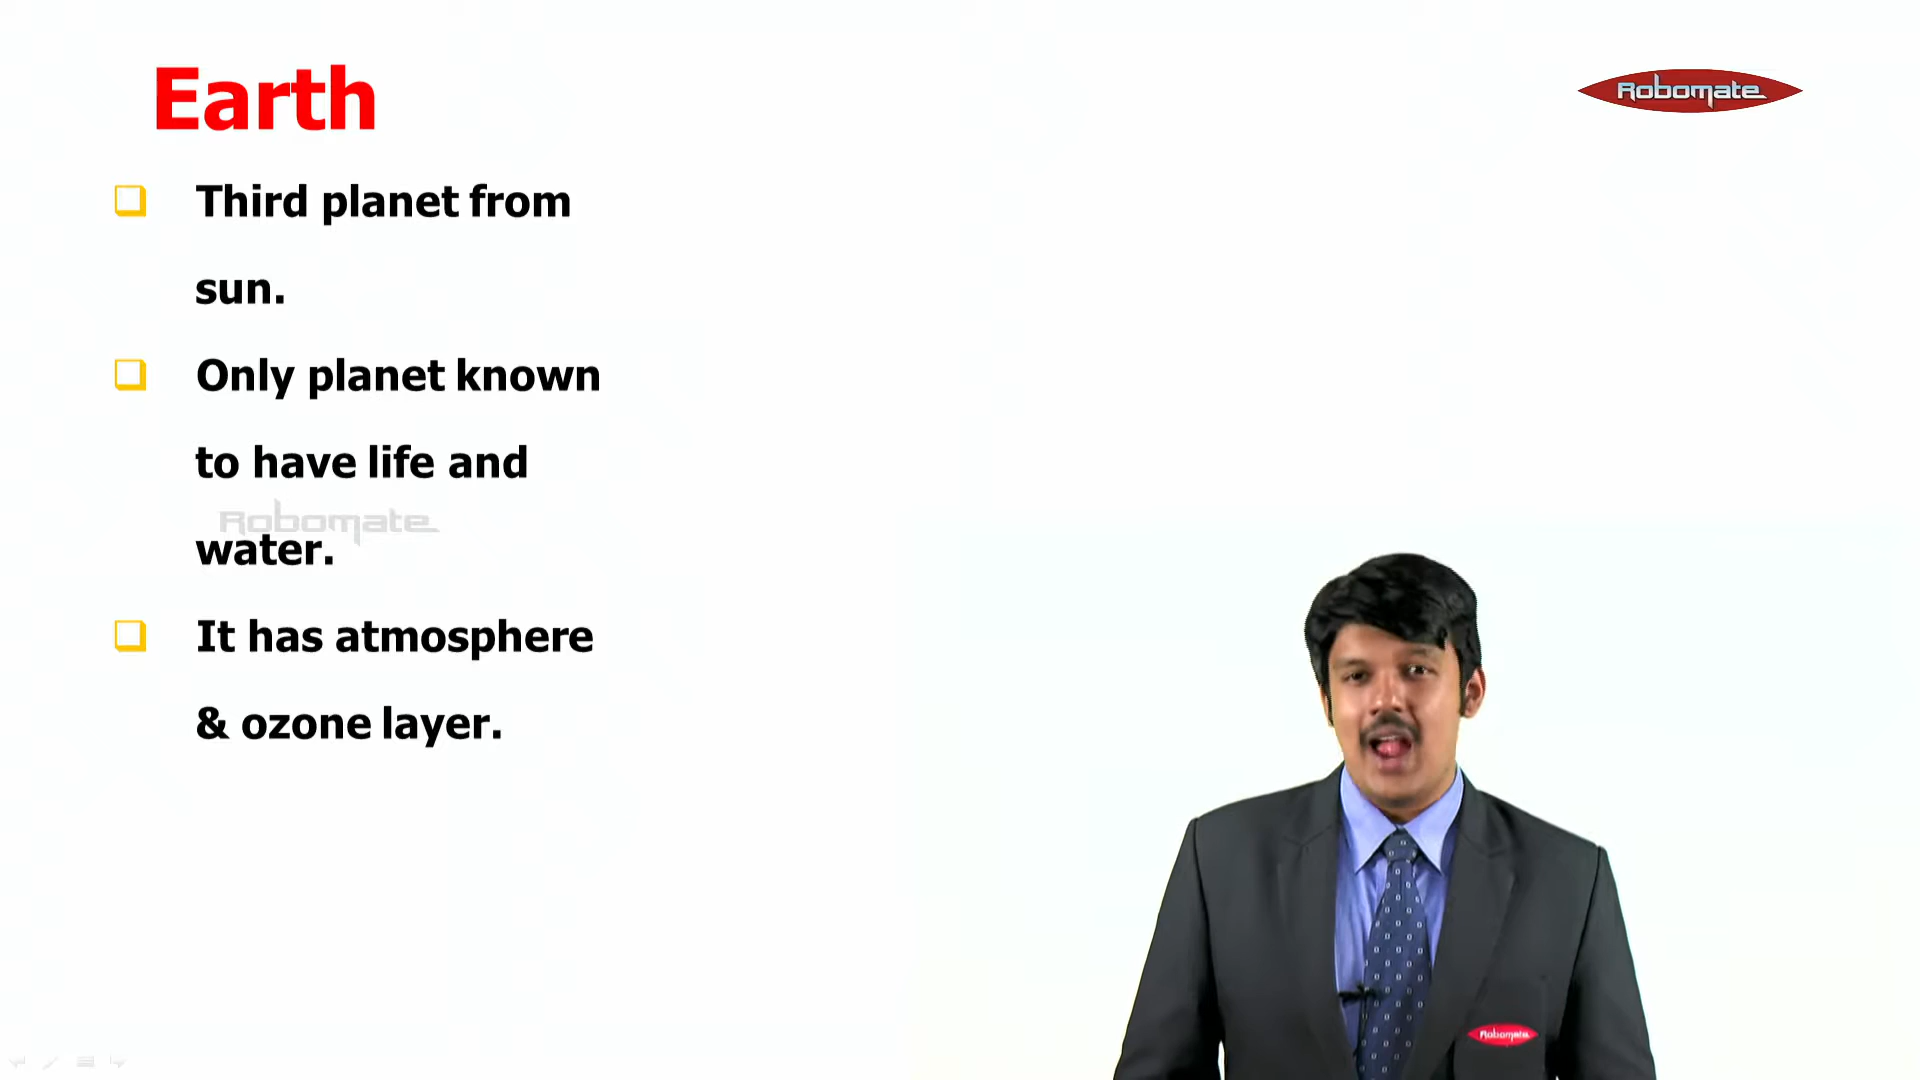 Earth
Robomate
Third planet from
sun.
Only planet known
to have life and
Robomate
water.
It has atmosphere
& ozone layer.
Robomate